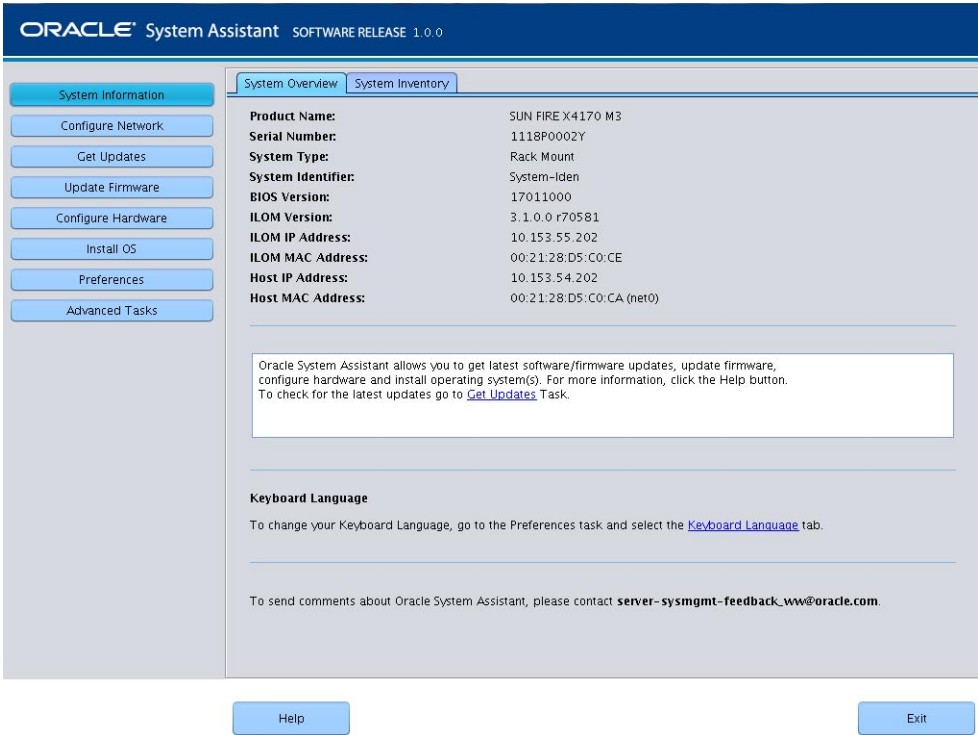 ORACLE System Assistant SOFTWARE RELEASE 1.0.0
System Information
Configure Network
Get Updates
Update Firmware
Configure Hardware
Install OS
Preferences
Advanced Tasks
System Overview System Inventory
Product Name: SUN FIRE X4170 M3
Serial Number: 1118P0002Y
System Type: Rack Mount
System Identifier: System-Iden
BIOS Version: 17011000
ILOM Version: 3.1.0.0 r70581
ILOM IP Address: 10.153.55.202
ILOM MAC Address: 00:21:28:D5:C0:CE
Host IP Address: 10.153.54.202
Host MAC Address: 00:21:28:D5:C0:CA (net0)
Oracle System Assistant allows you to get latest software/firmware updates, update firmware,
configure hardware and install operating system(s). For more information, click the Help button.
To check for the latest updates go to Get Updates Task.
Keyboard Language
To change your Keyboard Language, go to the Preferences task and select the Keyboard Language tab.
To send comments about Oracle System Assistant, please contact server-sysmgmt-feedback_ww@oracle.com.
Help
Exit